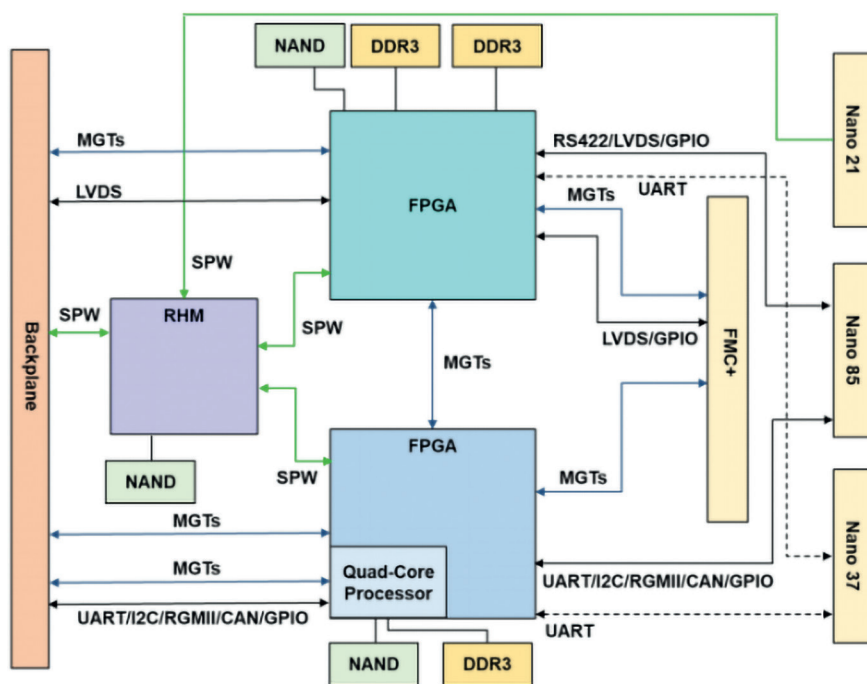 NAND
DDR3
DDR3
Nano 21
MGTs
RS422/LVDS/GPIO
UART
LVDS
FPGA
MGTs
SPW
Backplane
SPW
RHM
SPW
LVDS/GPIO
FMC+
Nano 85
MGTs
FPGA
NAND
SPW
MGTs
MGTs
Nano 37
MGTs
Quad-Core
Processor
UART/I2C/RGMII/CAN/GPIO
UART/I2C/RGMII/CAN/GPIO
UART
NAND
DDR3